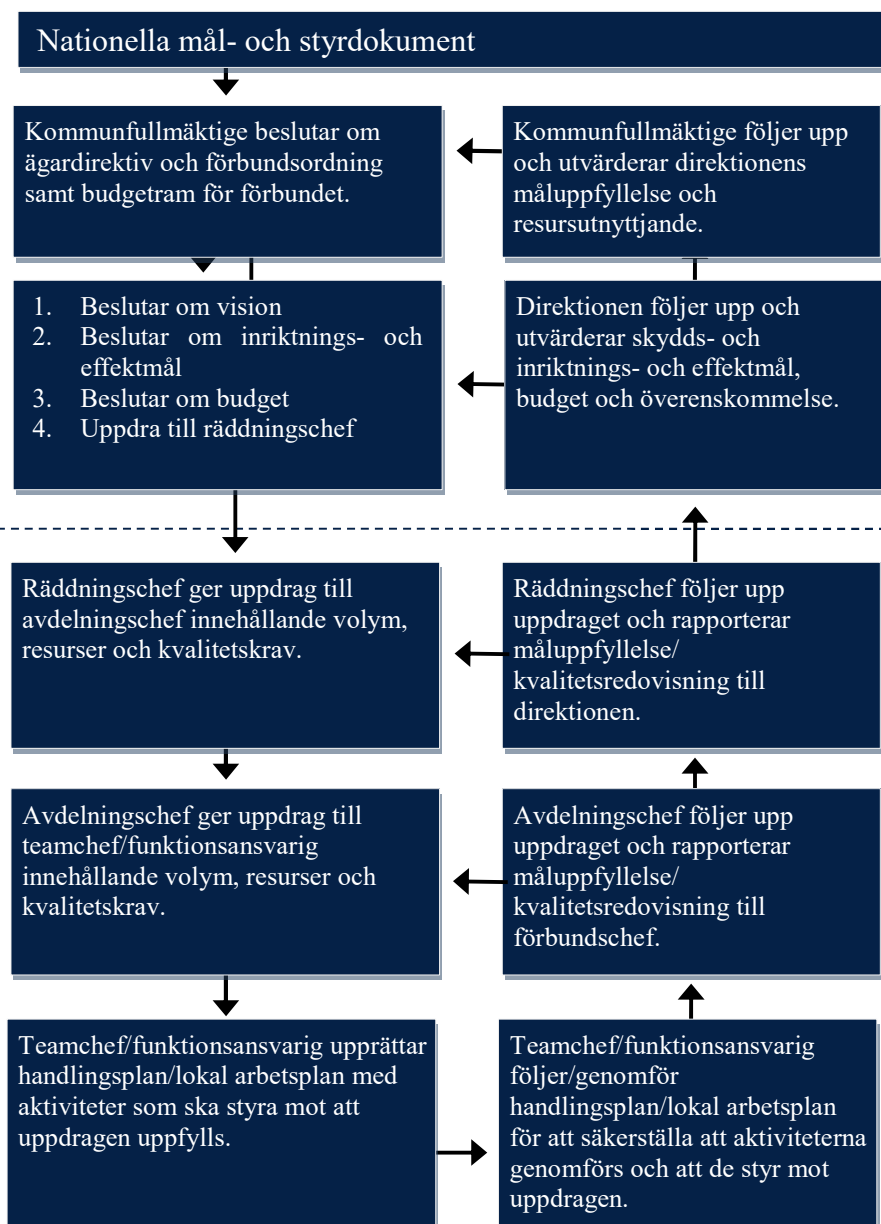 Nationella mål- och styrdokument
Kommunfullmäktige beslutar om
ägardirektiv och förbundsordning
samt budgetram för förbundet.
Kommunfullmäktige följer upp
och utvärderar direktionens
måluppfyllelse och
resursutnyttjande.
1. Beslutar om vision
2. Beslutar om inriktnings- och
effektmål
3. Beslutar om budget
4. Uppdra till räddningschef
Direktionen följer upp och
utvärderar skydds- och
inriktnings- och effektmål,
budget och överenskommelse.
Räddningschef ger uppdrag till
avdelningschef innehållande volym,
resurser och kvalitetskrav.
Räddningschef följer upp
uppdraget och rapporterar
måluppfyllelse/
kvalitetsredovisning till
direktionen.
Avdelningschef ger uppdrag till
teamchef/funktionsansvarig
innehållande volym, resurser och
kvalitetskrav.
Avdelningschef följer upp
uppdraget och rapporterar
måluppfyllelse/
kvalitetsredovisning till
förbundschef.
Teamchef/funktionsansvarig upprättar
handlingsplan/lokal arbetsplan med
aktiviteter som ska styra mot att
uppdragen uppfylls.
Teamchef/funktionsansvarig
följer/genomför
handlingsplan/lokal arbetsplan
för att säkerställa att aktiviteterna
genomförs och att de styr mot
uppdragen.